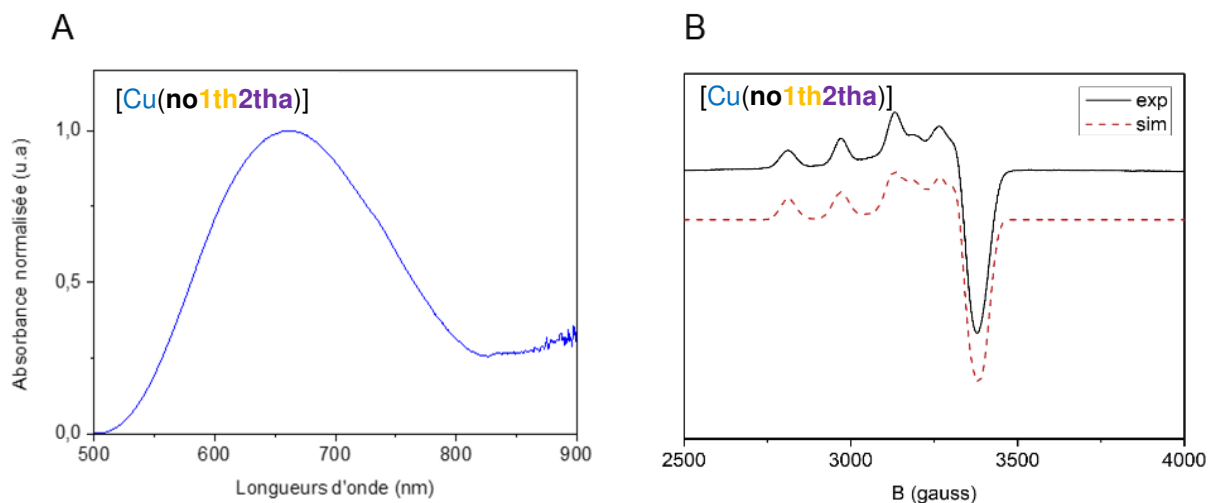 A
[Cu(no1th2tha)]
Absorbance normalisée (u.a)
1,0
0,5
0,0
500
600
700
800
900
Longueurs d'onde (nm)
B
[Cu(no1th2tha)]
exp
sim
2500
3000
3500
4000
B (gauss)